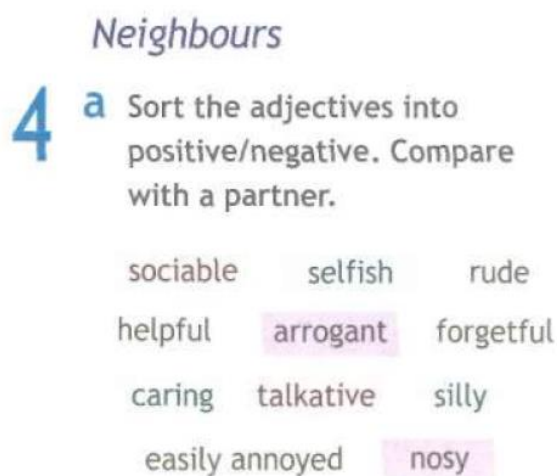 Neighbours
4 a Sort the adjectives into
positive/negative. Compare
with a partner.
sociable selfish rude
helpful arrogant forgetful
caring talkative silly
easily annoyed nosy